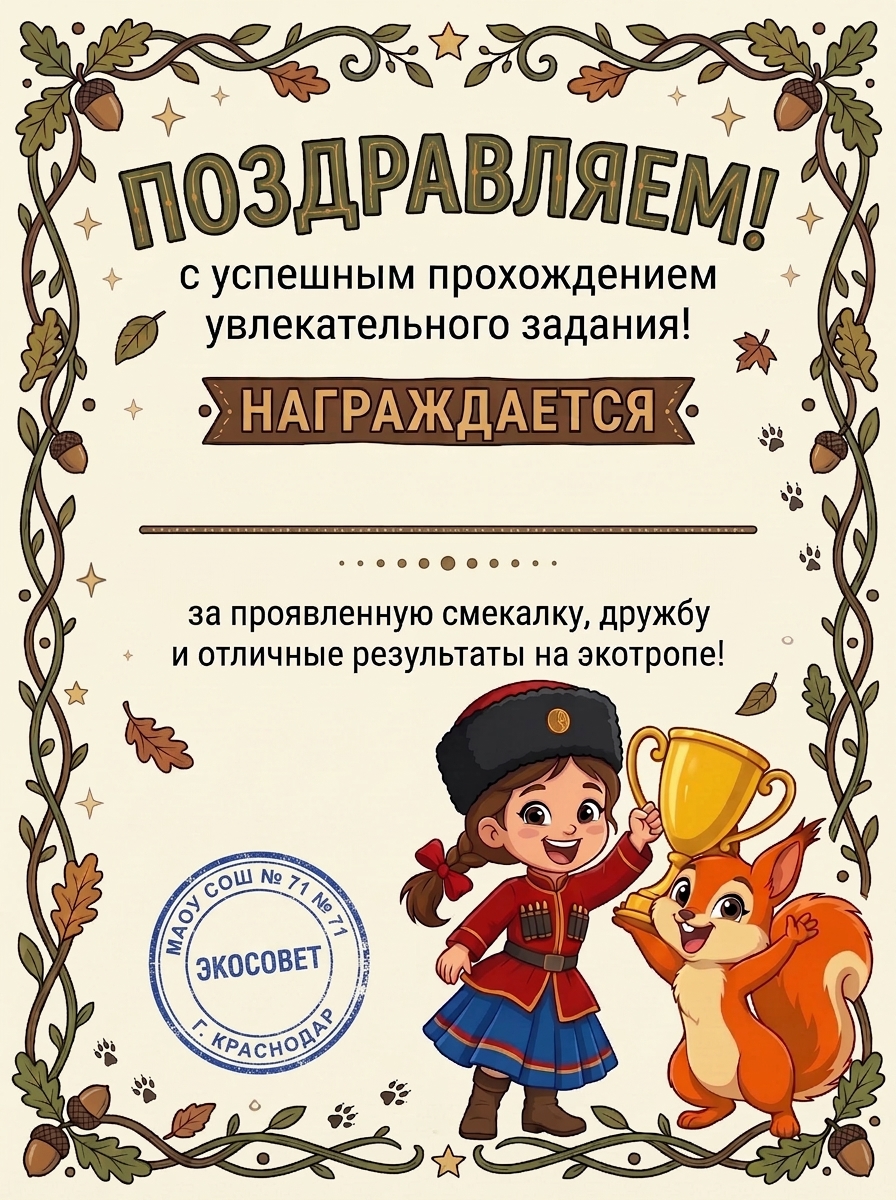 ПОЗДРАВЛЯЕМ!
с успешным прохождением
увлекательного задания!
НАГРАЖДАЕТСЯ
за проявленную смекалку, дружбу
и отличные результаты на экотропе!
МАОУ СОШ № 71 № 71
ЭКОСОВЕТ
Г. КРАСНОДАР